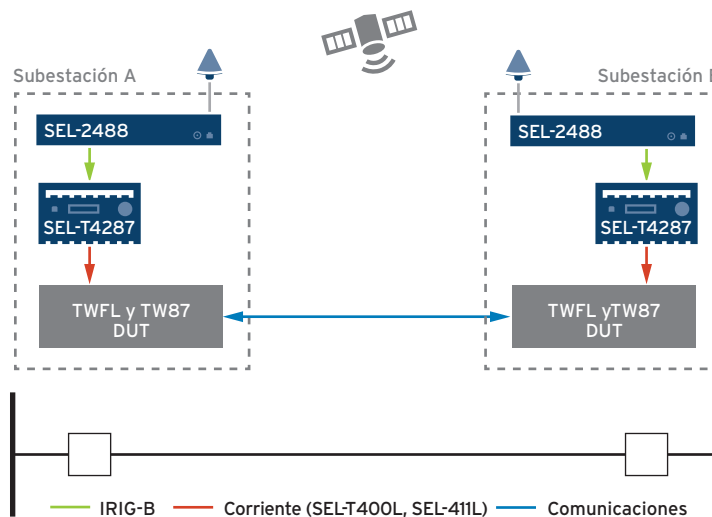 Subestación A
Subestación
SEL-2488
SEL-2488
SEL-T4287
SEL-T4287
TWFL y TW87
DUT
TWFL yTW87
DUT
IRIG-B
Corriente (SEL-T400L, SEL-411L)
Comunicaciones